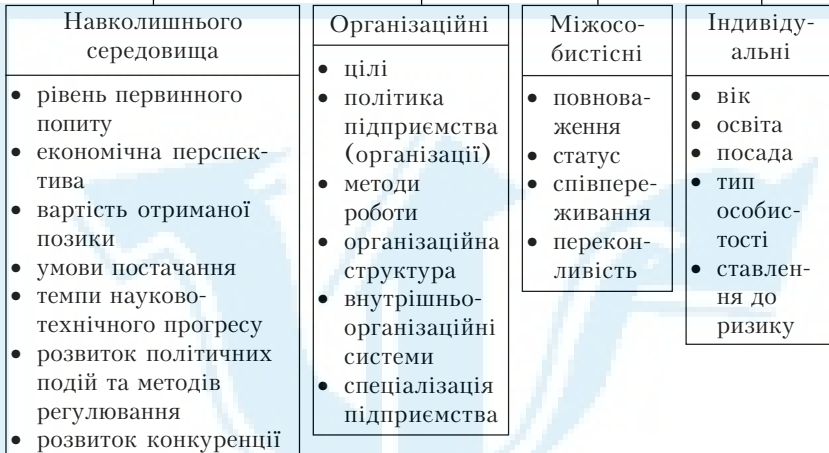 Навколишнього
середовища
• рівень первинного
попиту
• економічна перспек-
тива
• вартість отриманої
позики
• умови постачання
• темпи науково-
технічного прогресу
• розвиток політичних
подій та методів
регулювання
• розвиток конкуренції
Організаційні
• цілі
• політика
підприємства
(організації)
• методи
роботи
• організаційна
структура
• внутрішньо-
організаційні
системи
• спеціалізація
підприємства
Міжосо-
бистісні
• повнова-
ження
• статус
• співпере-
живання
• перекон-
ливість
Індивіду-
альні
• вік
• освіта
• посада
• тип
особис-
тості
• ставлен-
ня до
ризику